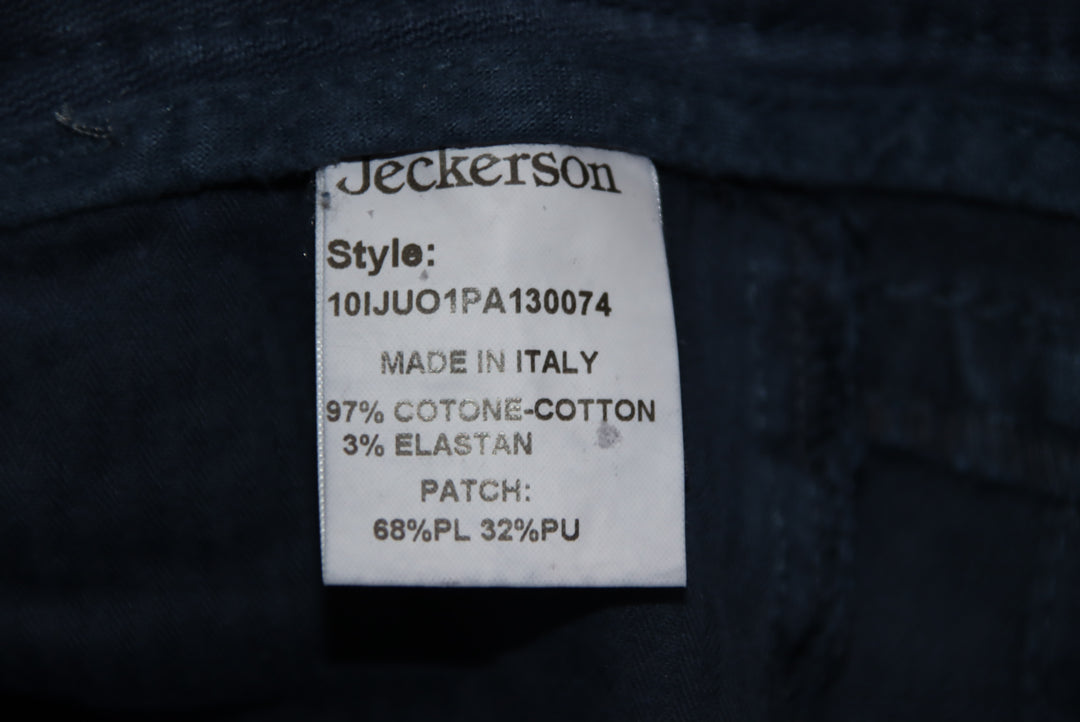 Jeckerson
Style:
10IJUO1PA130074
MADE IN ITALY
97% COTONE-COTTON
3% ELASTAN
PATCH:
68%PL 32%PU